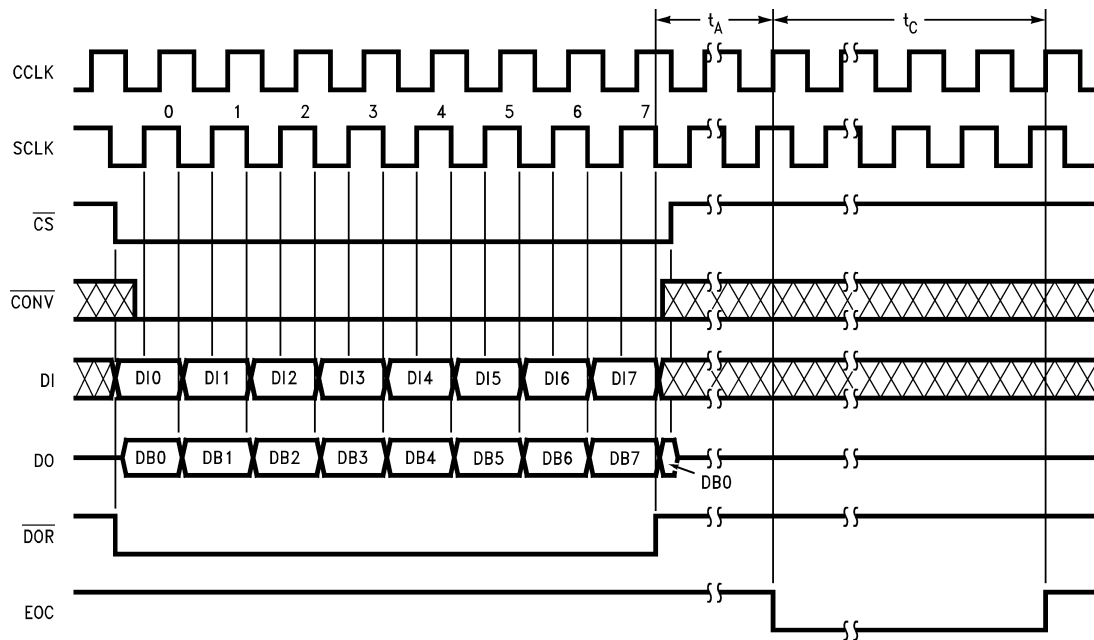 tA tC
CCLK
0 1 2 3 4 5 6 7
SCLK
CS
CONV
DI DI0 DI1 DI2 DI3 DI4 DI5 DI6 DI7
DO DB0 DB1 DB2 DB3 DB4 DB5 DB6 DB7
DB0
DOR
EOC